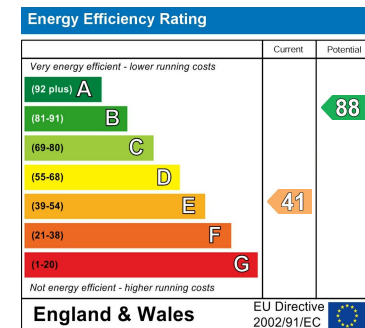 Energy Efficiency Rating
Current Potential
Very energy efficient - lower running costs
(92 plus) A
(81-91) B
88
(69-80) C
(55-68) D
(39-54) E
41
(21-38) F
(1-20) G
Not energy efficient - higher running costs
England & Wales
EU Directive
2002/91/EC